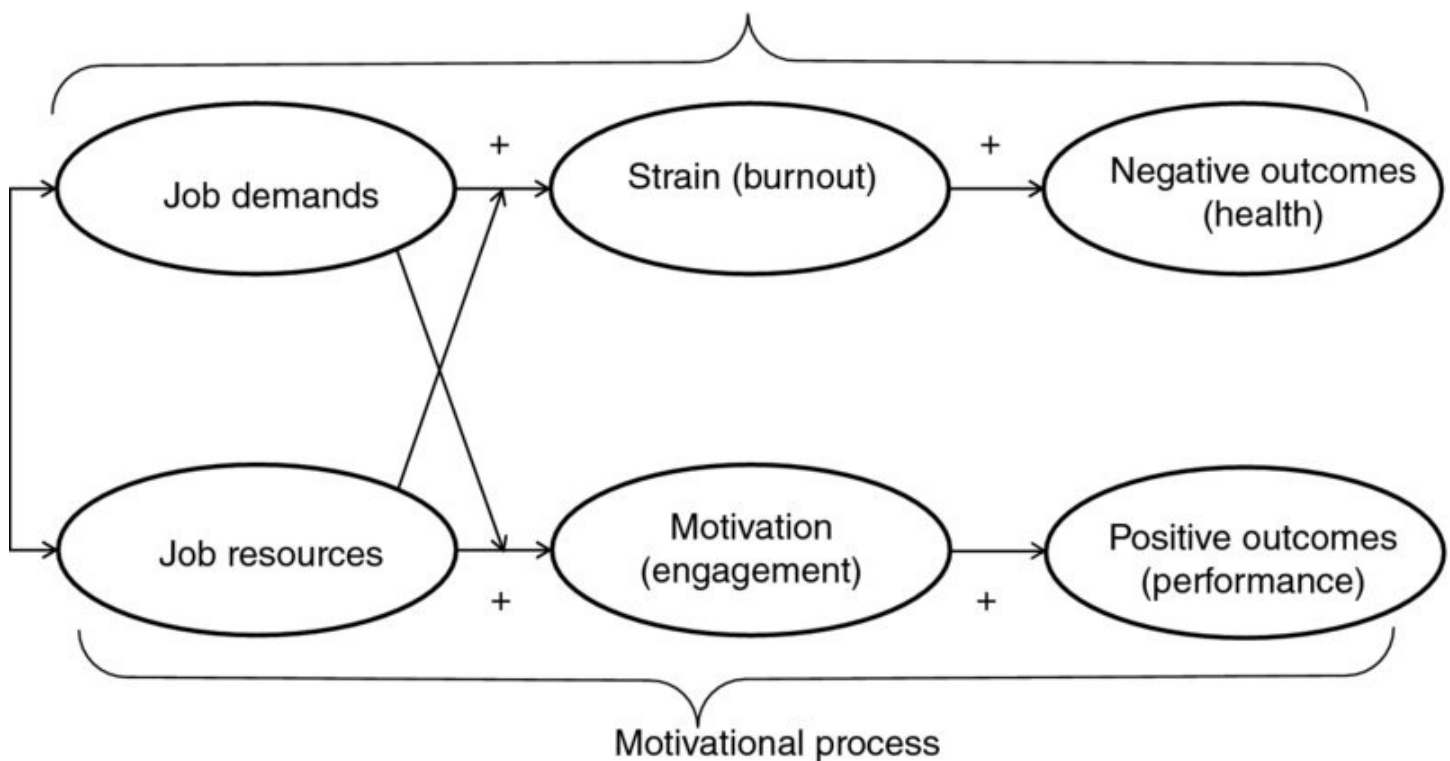 +
+
Job demands
Strain (burnout)
Negative outcomes
(health)
Job resources
Motivation
(engagement)
Positive outcomes
(performance)
+
+
Motivational process